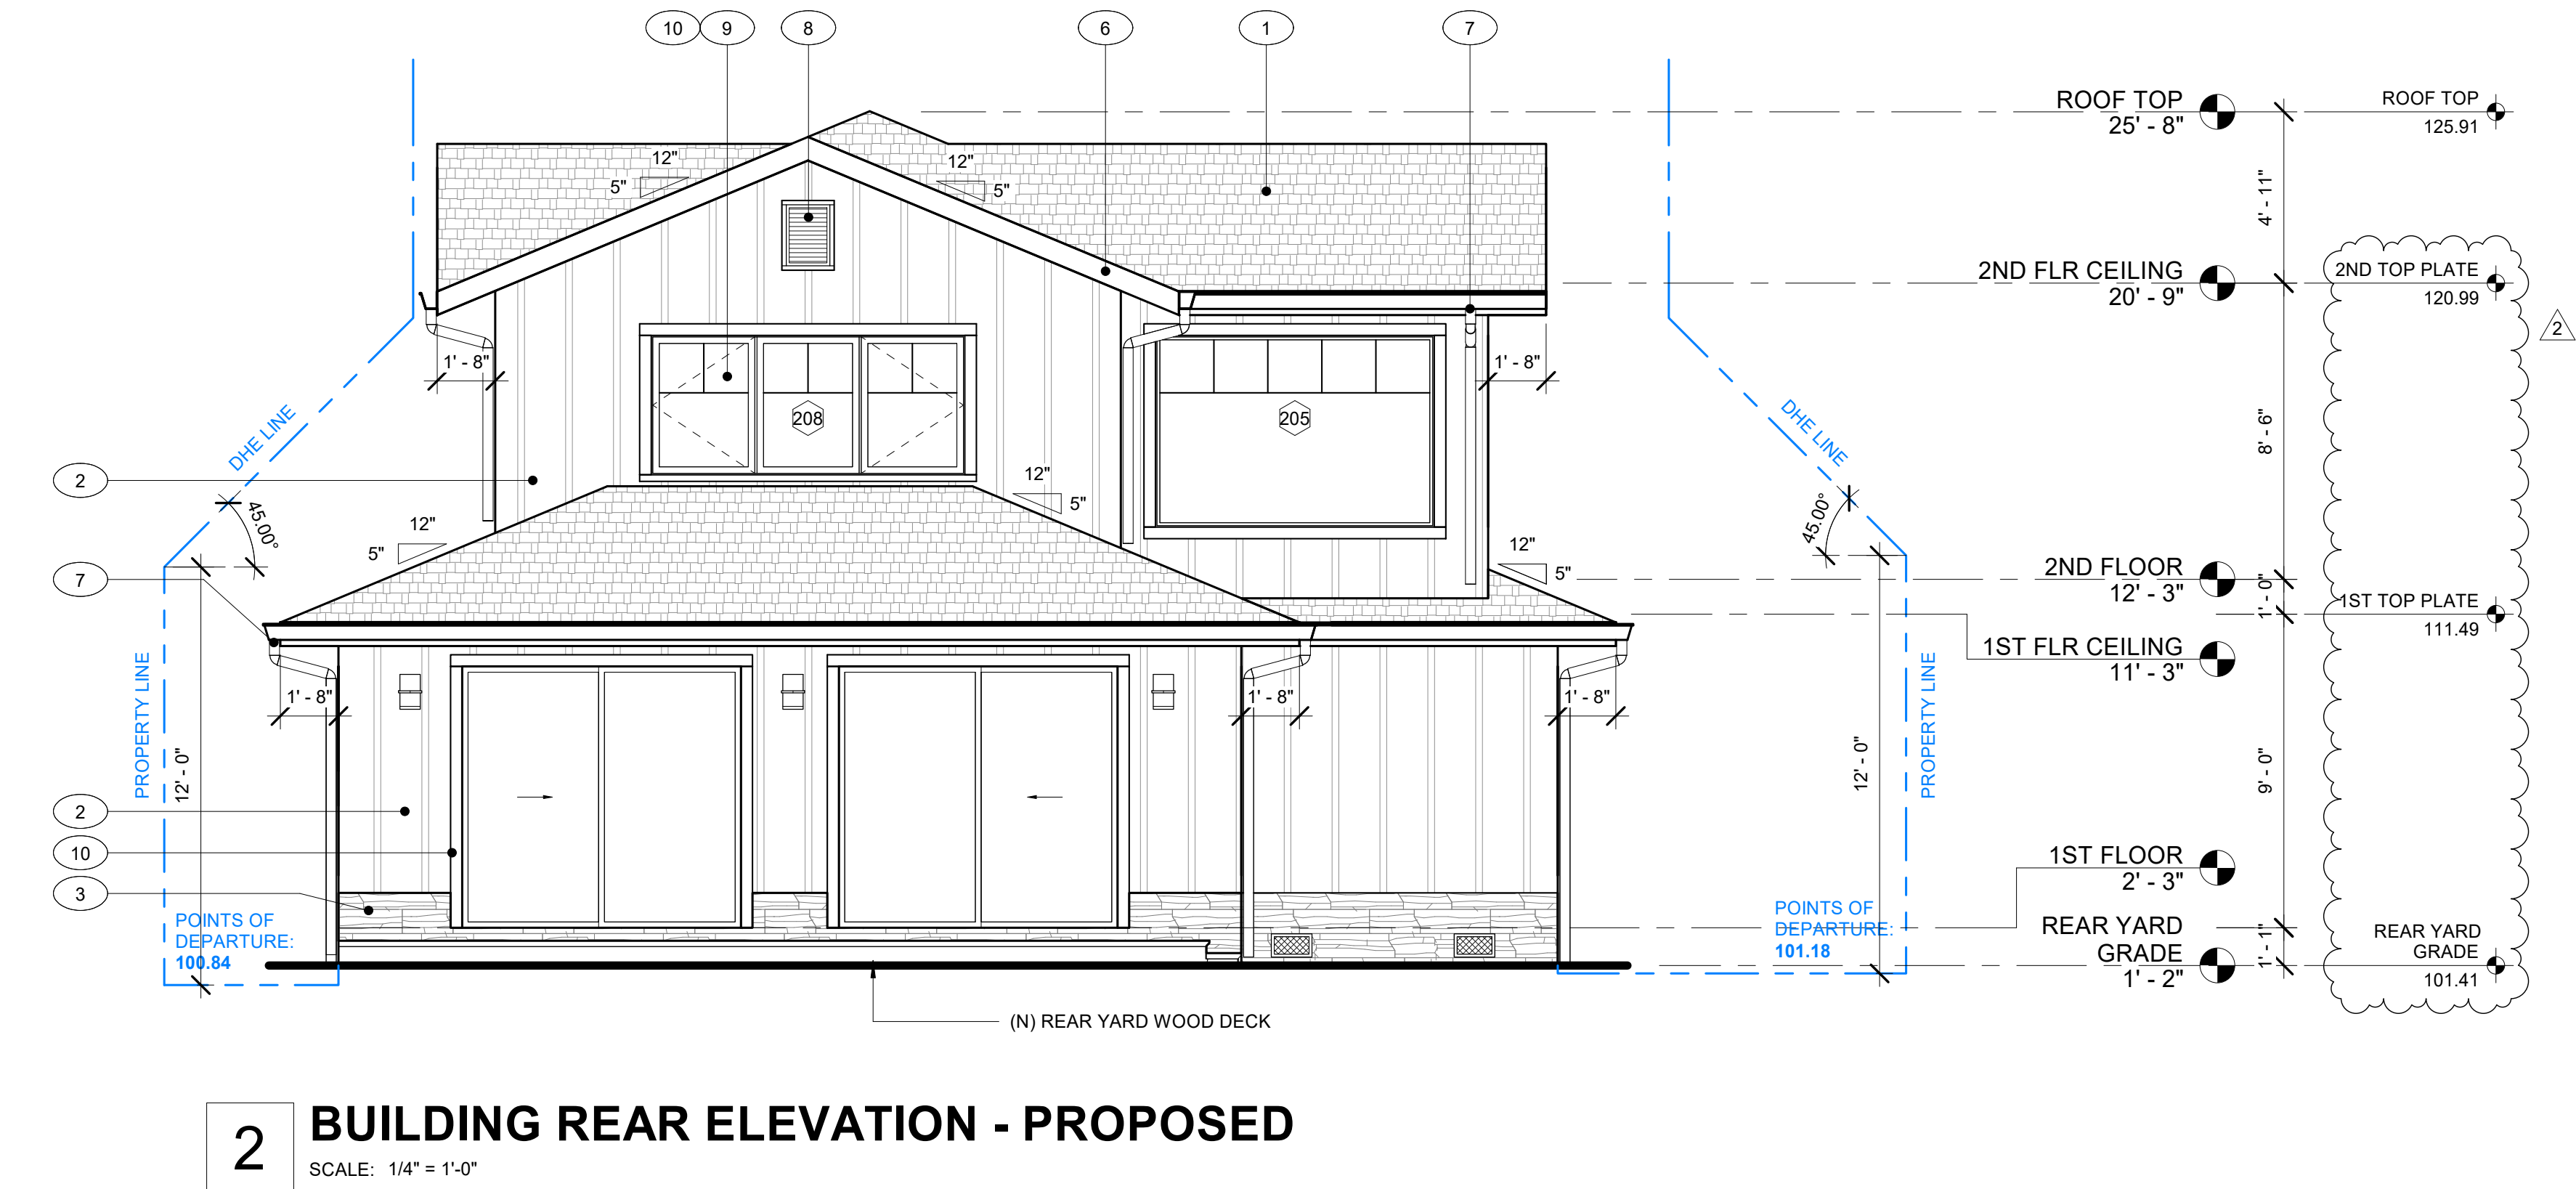 10
9
8
6
1
7
ROOF TOP
25' - 8"
ROOF TOP
125.91
12"
5"
12"
5"
4' - 11"
2ND FLR CEILING
20' - 9"
2ND TOP PLATE
120.99
2
1' - 8"
1' - 8"
208
205
DHE LINE
DHE LINE
8' - 6"
2
12"
5"
45.00°
45.00°
12"
5"
12"
5"
7
2ND FLOOR
12' - 3"
1' - 0"
1ST TOP PLATE
111.49
1ST FLR CEILING
11' - 3"
1' - 8"
1' - 8"
1' - 8"
PROPERTY LINE
12' - 0"
12' - 0"
PROPERTY LINE
9' - 0"
2
10
3
1ST FLOOR
2' - 3"
POINTS OF
DEPARTURE:
100.84
POINTS OF
DEPARTURE:
101.18
REAR YARD
GRADE
1' - 2"
1' - 1"
REAR YARD
GRADE
101.41
(N) REAR YARD WOOD DECK
2
BUILDING REAR ELEVATION - PROPOSED
SCALE: 1/4" = 1'-0"